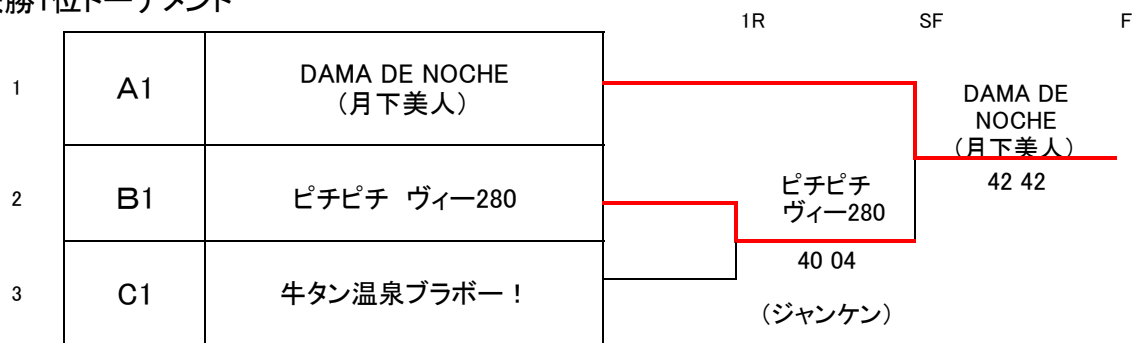 勝1位トーナメント
1R SF F
1 A1 DAMA DE NOCHE
(月下美人)
DAMA DE
NOCHE
(月下美人)
42 42
2 B1 ピチピチ ヴィー280
ピチピチ
ヴィー280
40 04
(ジャンケン)
3 C1 牛タン温泉ブラボー！